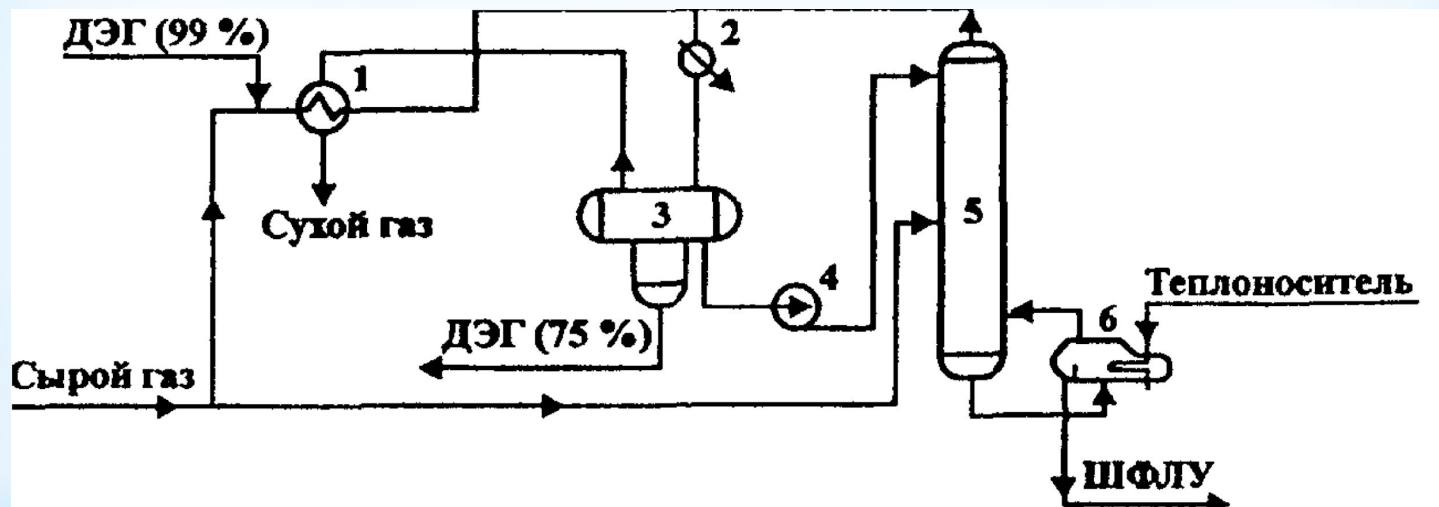 ДЭГ (99 %)
1
2
Сухой газ
3
4
5
Теплоноситель
6
ДЭГ (75 %)
Сырой газ
ШФЛУ